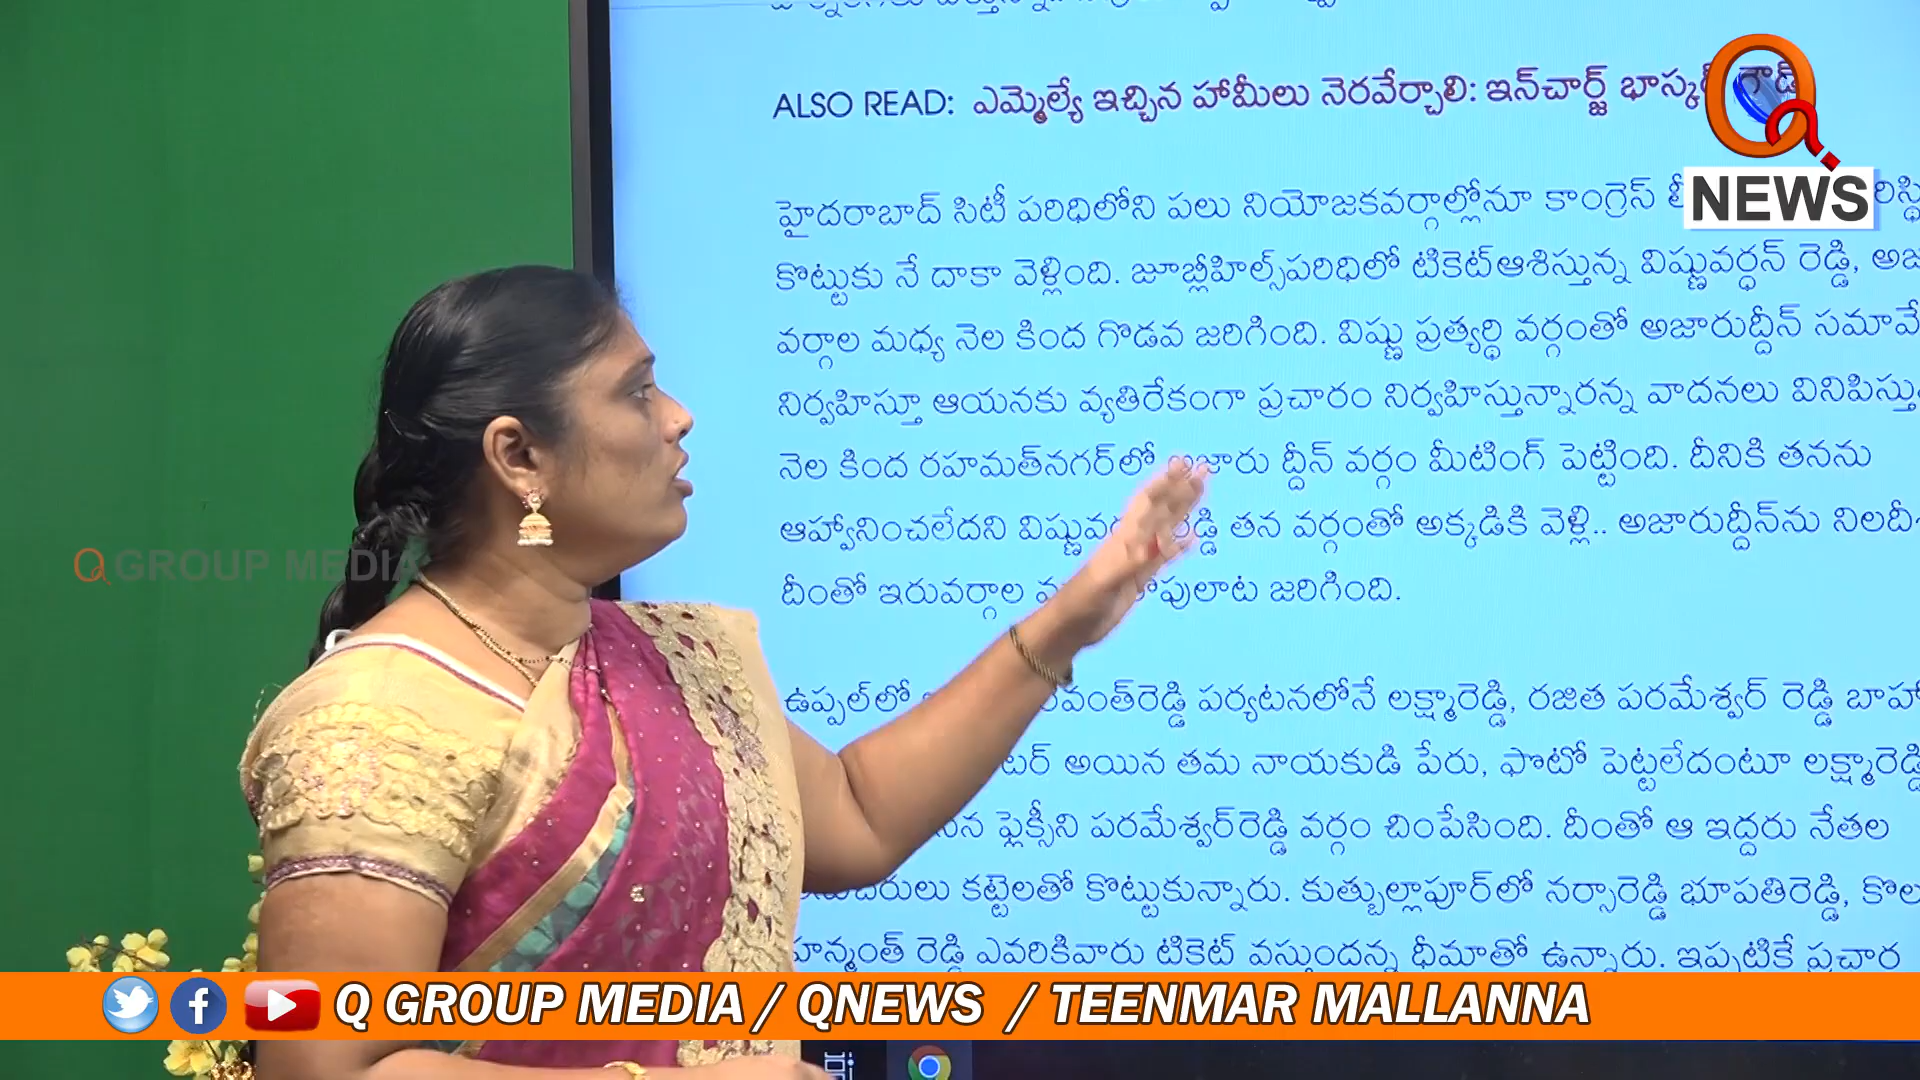 ALSO READ: ఎమ్మెల్యే ఇచ్చిన హామీలు నెరవేర్చాలి: ఇన్‌చార్జ్ భాస్కర్ గౌడ్
Q
NEWS
హైదరాబాద్ సిటీ పరిధిలోని పలు నియోజకవర్గాల్లోనూ కాంగ్రెస్
కొట్టుకు నే దాకా వెళ్లింది. జూబ్లీహిల్స్‌పరిధిలో టికెట్‌ఆశిస్తున్న విష్ణువర్ధన్ రెడ్డి,
వర్గాల మధ్య నెల కింద గొడవ జరిగింది. విష్ణు ప్రత్యర్థి వర్గంతో అజారుద్దీన్
నిర్వహిస్తూ ఆయనకు వ్యతిరేకంగా ప్రచారం నిర్వహిస్తున్నారన్న వాదనలు
నెల కింద రహమత్‌నగర్‌లో అజారు ద్దీన్ వర్గం మీటింగ్ పెట్టింది. దీనికి తనను
ఆహ్వానించలేదని తన వర్గంతో అక్కడికి వెళ్లి.. అజారుద్దీన్‌ను
దీంతో ఇరువర్గాల జరిగింది.
ఉప్పల్‌లో పర్యటనలోనే లక్ష్మారెడ్డి, రజిత పరమేశ్వర్ రెడ్డి
అయిన తమ నాయకుడి పేరు, ఫొటో పెట్టలేదంటూ
ఫ్లెక్సీని పరమేశ్వర్‌రెడ్డి వర్గం చింపేసింది. దీంతో ఆ ఇద్దరు నేతల
కట్టెలతో కొట్టుకున్నారు. కుత్బుల్లాపూర్‌లో నర్సారెడ్డి భూపతిరెడ్డి,
హన్మంత్ రెడ్డి ఎవరికివారు టికెట్ వస్తుందన్న ధీమాతో ఉన్నారు. ఇప్పటికే ప్రచార
Q GROUP MEDIA
Q GROUP MEDIA / QNEWS / TEENMAR MALLANNA